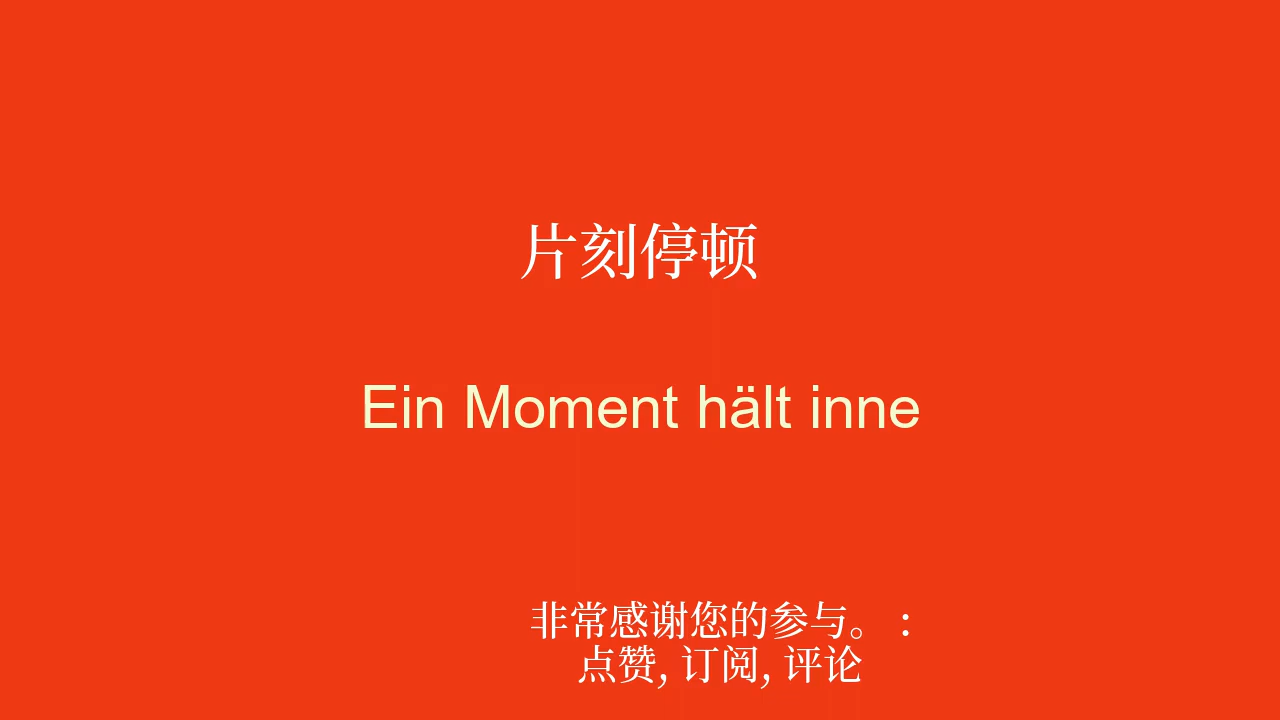 片刻停顿
Ein Moment hält inne
非常感谢您的参与。 :
点赞, 订阅, 评论